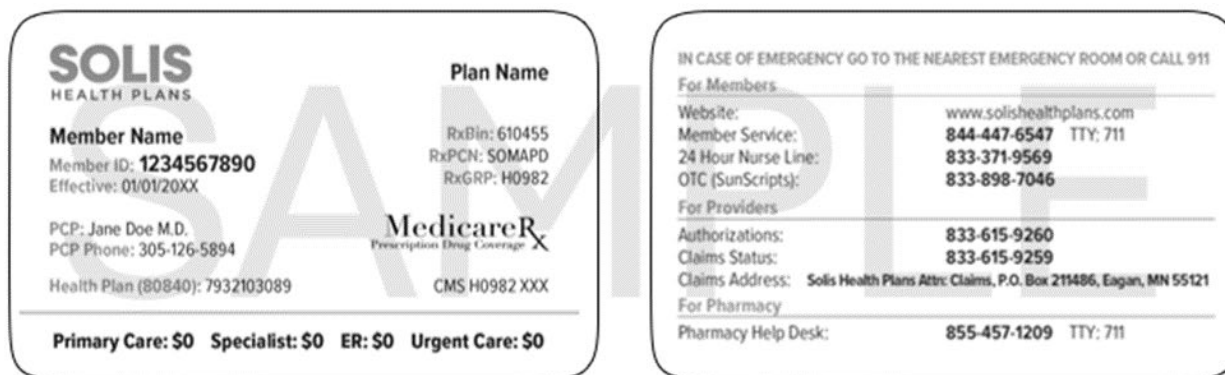 SOLIS
HEALTH PLANS
Plan Name
Member Name
Member ID: 1234567890
Effective: 01/01/20XX
RxBin: 610455
RxPCN: SOMAPD
RxGRP: H0982
PCP: Jane Doe M.D.
PCP Phone: 305-126-5894
MedicareRx
Prescription Drug Coverage
Health Plan (80840): 7932103089
CMS H0982 XXX
Primary Care: $0 Specialist: $0 ER: $0 Urgent Care: $0
IN CASE OF EMERGENCY GO TO THE NEAREST EMERGENCY ROOM OR CALL 911
For Members
Website: www.solishealthplans.com
Member Service: 844-447-6547 TTY: 711
24 Hour Nurse Line: 833-371-9569
OTC (SunScripts): 833-898-7046
For Providers
Authorizations: 833-615-9260
Claims Status: 833-615-9259
Claims Address: Solis Health Plans Attn: Claims, P.O. Box 211486, Eagan, MN 55121
For Pharmacy
Pharmacy Help Desk: 855-457-1209 TTY: 711
SAMPLE